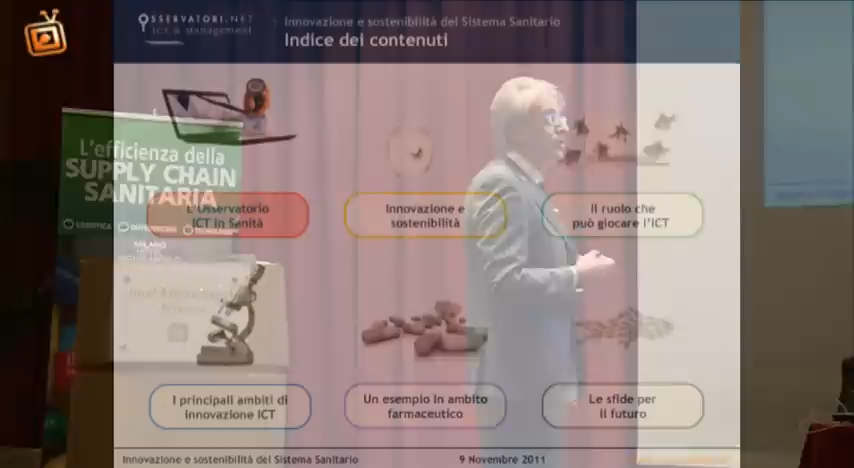 OSSERVATORI.NET
ICT & Management
Innovazione e sostenibilità del Sistema Sanitario
Indice dei contenuti
L'efficienza della
SUPPLY CHAIN
SANITARIA
MILANO
L'Osservatorio
ICT in Sanità
Innovazione e
sostenibilità
Il ruolo che
può giocare l'ICT
I principali ambiti di
innovazione ICT
Un esempio in ambito
farmaceutico
Le sfide per
il futuro
Innovazione e sostenibilità del Sistema Sanitario
9 Novembre 2011